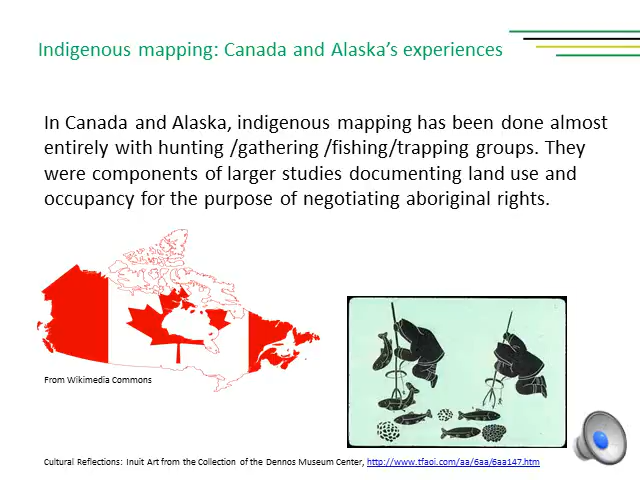 Indigenous mapping: Canada and Alaska’s experiences
In Canada and Alaska, indigenous mapping has been done almost
entirely with hunting /gathering /fishing/trapping groups. They
were components of larger studies documenting land use and
occupancy for the purpose of negotiating aboriginal rights.
From Wikimedia Commons
Cultural Reflections: Inuit Art from the Collection of the Dennos Museum Center, http://www.tfaoi.com/aa/6aa/6aa147.htm